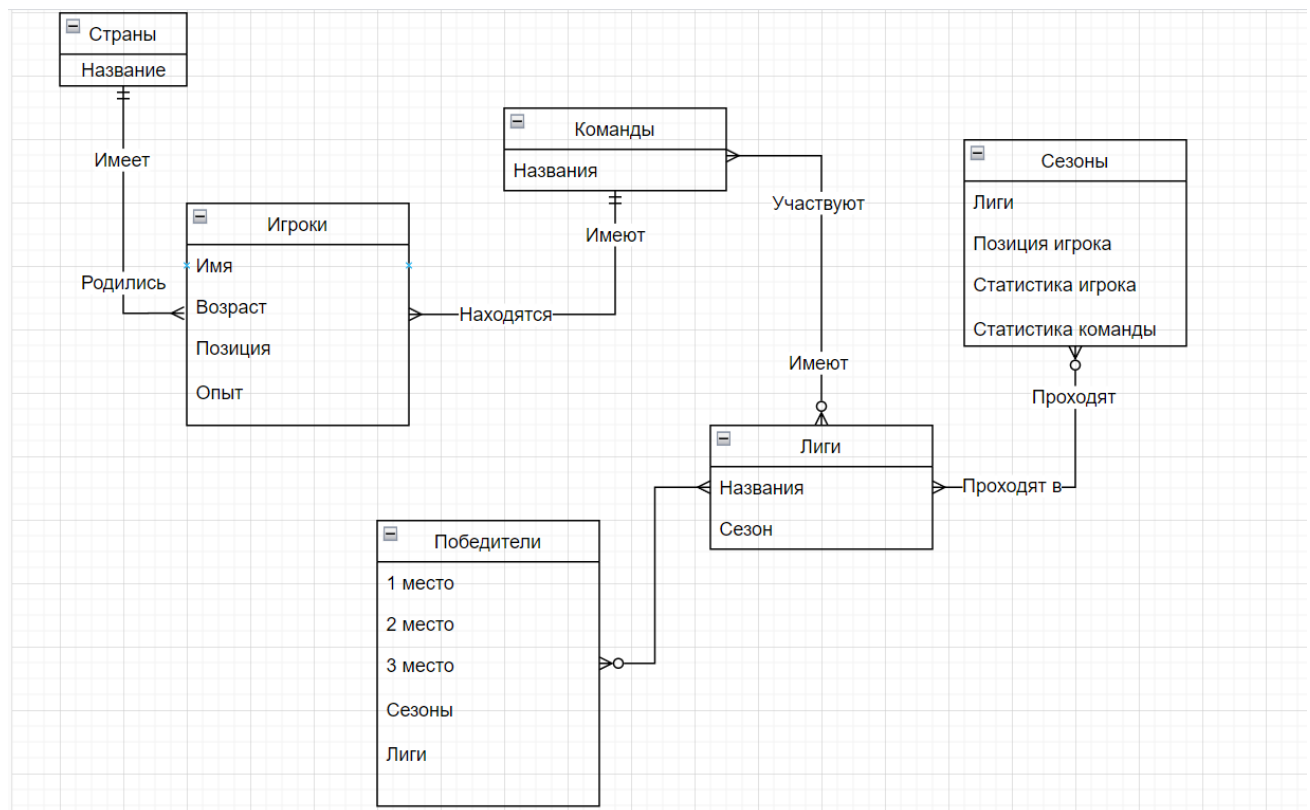 Страны
Название
Имеет
Родились
Игроки
Имя
Возраст
Позиция
Опыт
Находятся
Команды
Названия
Имеют
Участвуют
Имеют
Сезоны
Лиги
Позиция игрока
Статистика игрока
Статистика команды
Проходят
Проходят в
Лиги
Названия
Сезон
Победители
1 место
2 место
3 место
Сезоны
Лиги